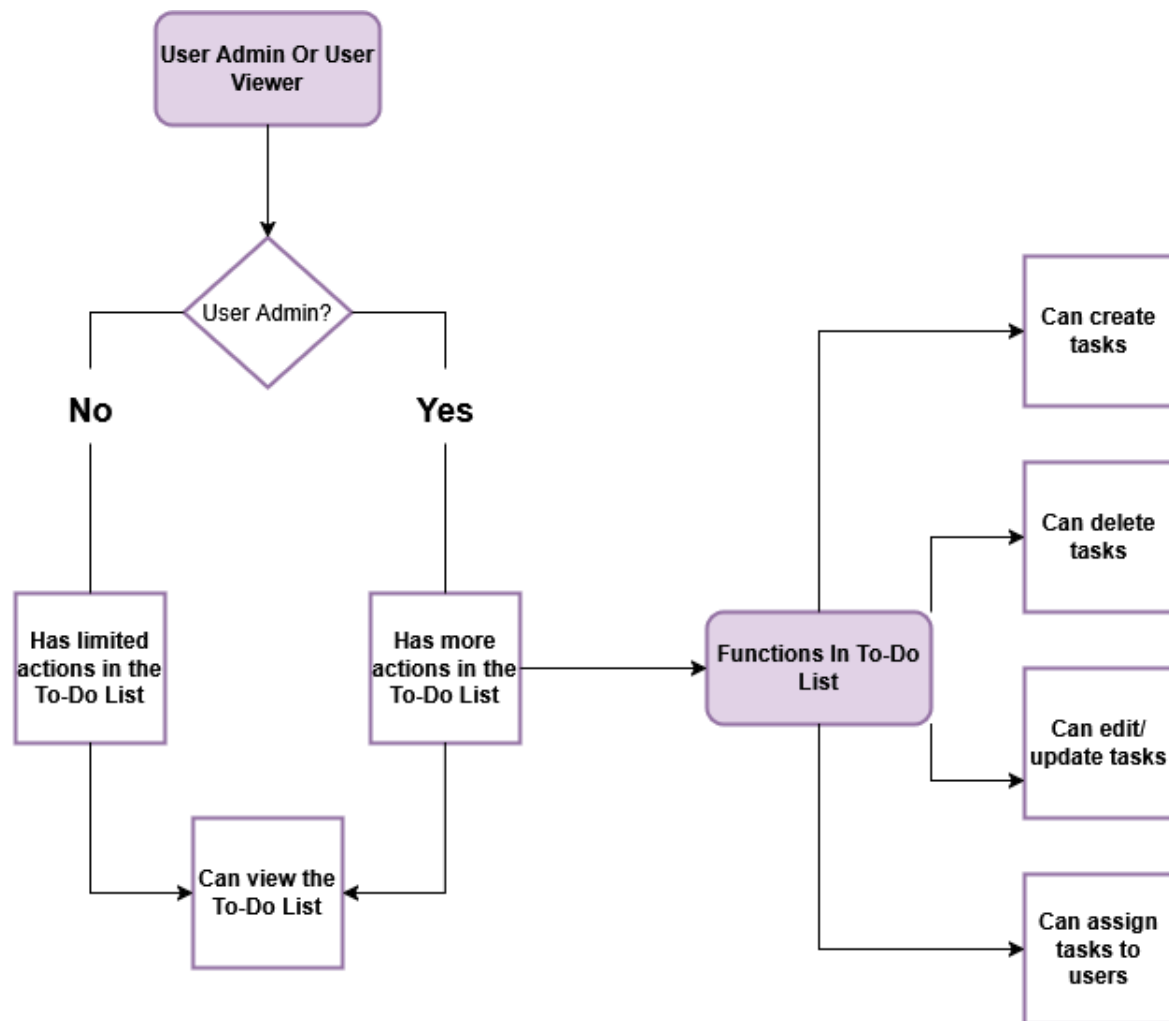 User Admin Or User
Viewer
User Admin?
No
Yes
Has limited
actions in the
To-Do List
Has more
actions in the
To-Do List
Can view the
To-Do List
Functions In To-Do
List
Can create
tasks
Can delete
tasks
Can edit/
update tasks
Can assign
tasks to
users